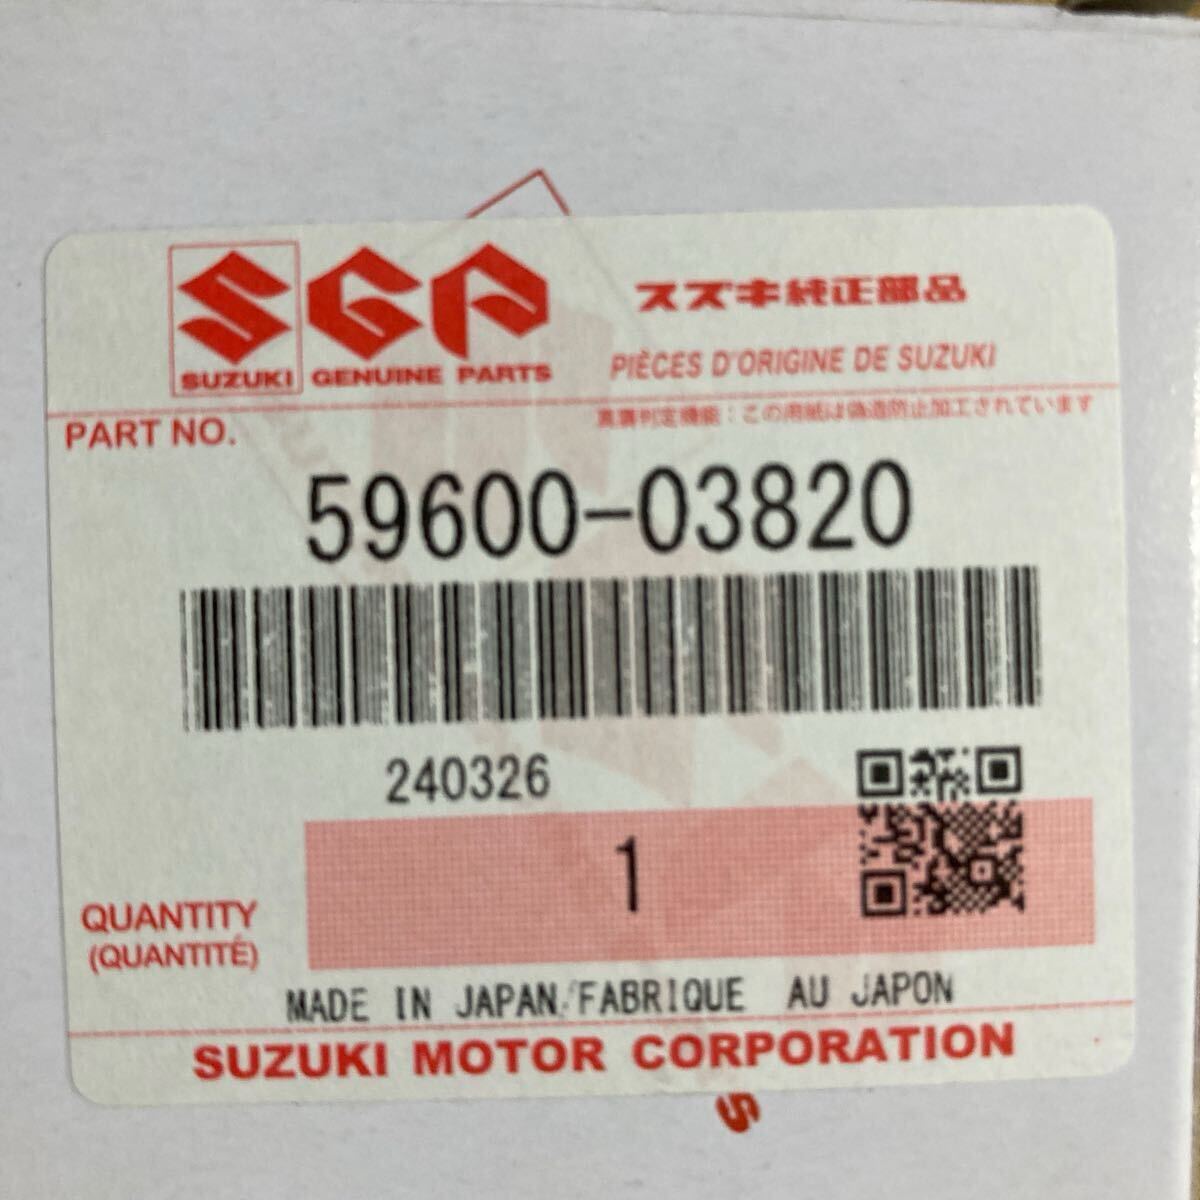 SGP
スズキ純正部品
SUZUKI GENUINE PARTS
PIÈCES D'ORIGINE DE SUZUKI
真贋判定機能：この用紙は偽造防止加工されています
PART NO.
59600-03820
240326
1
QUANTITY
(QUANTITÉ)
MADE IN JAPAN/FABRIQUE AU JAPON
SUZUKI MOTOR CORPORATION
S